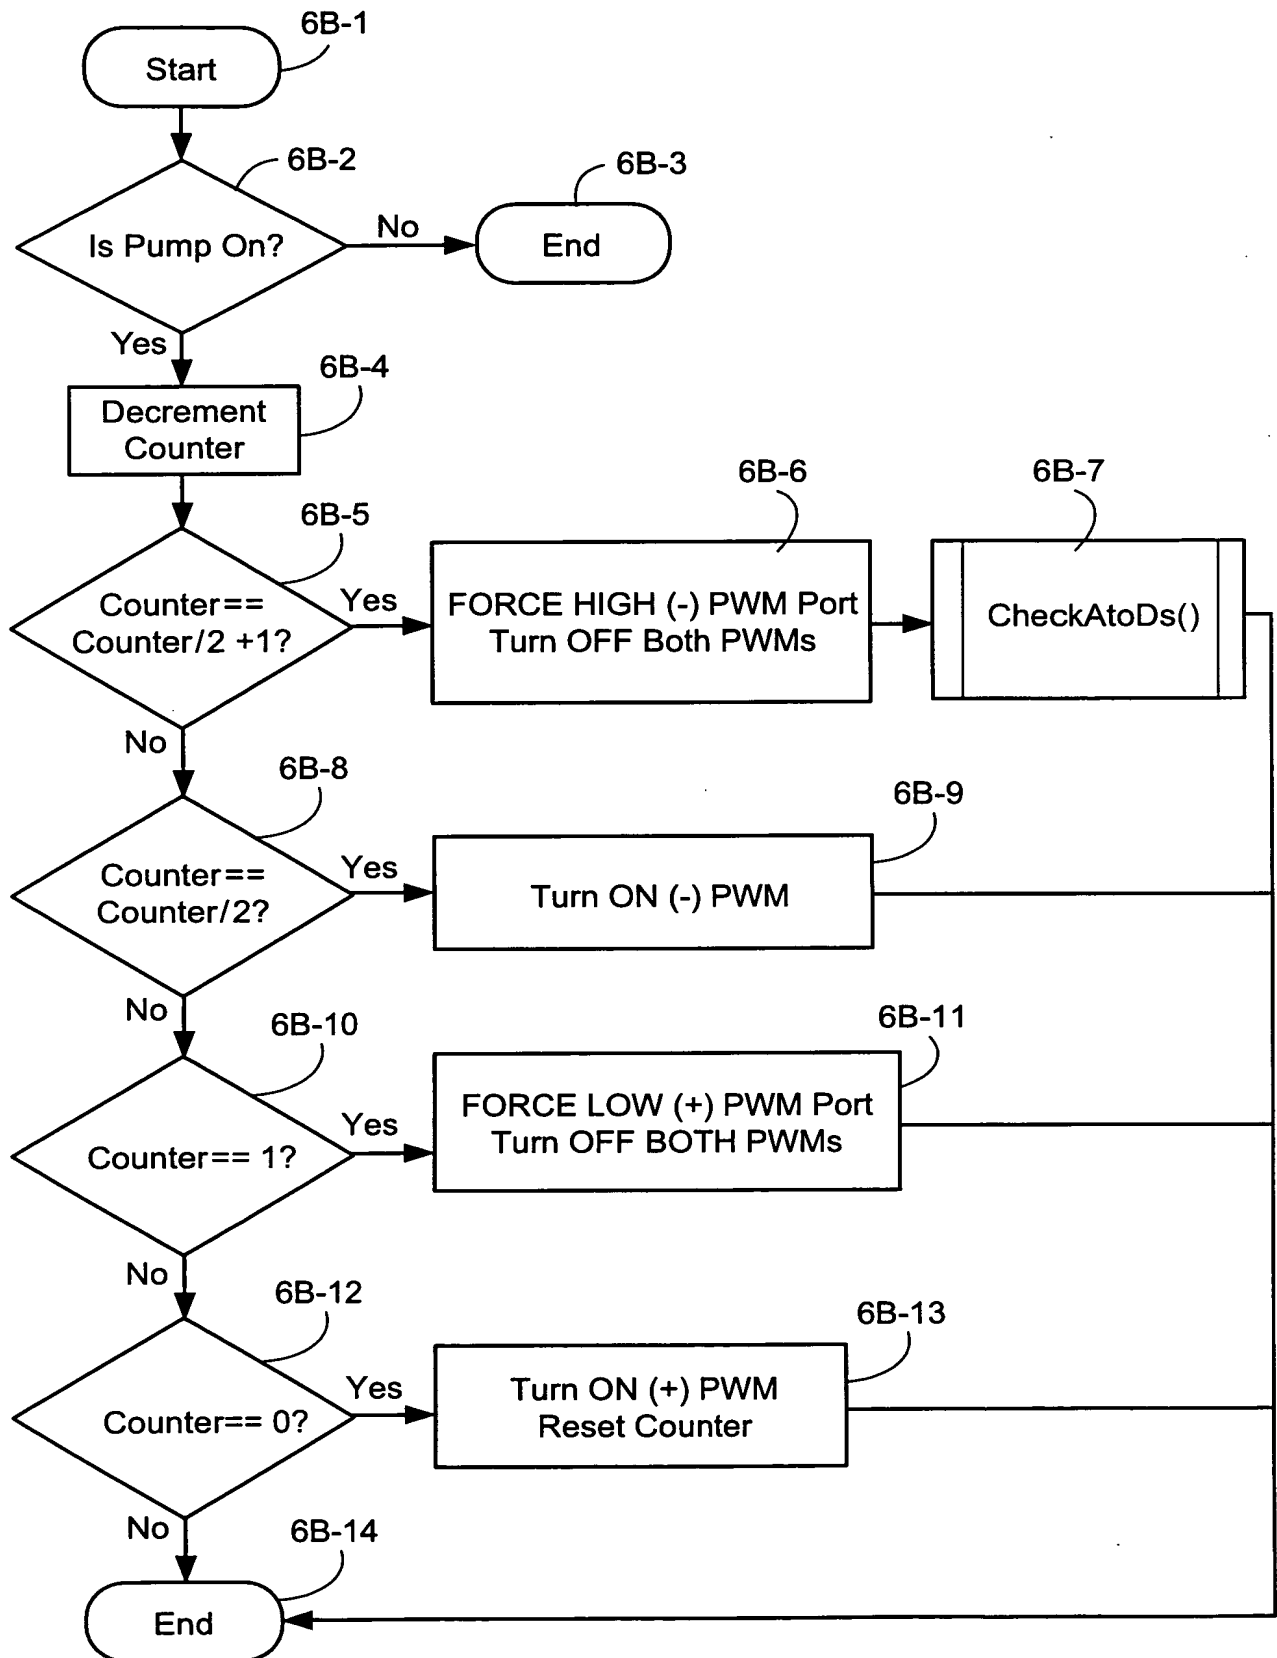 6B-1
Start
6B-2
6B-3
Is Pump On?
No
End
Yes
6B-4
Decrement
Counter
6B-5
6B-6
6B-7
Counter==
Counter/2 +1?
Yes
FORCE HIGH (-) PWM Port
Turn OFF Both PWMs
CheckAtoDs()
No
6B-8
6B-9
Counter==
Counter/2?
Yes
Turn ON (-) PWM
No
6B-10
6B-11
Counter== 1?
Yes
FORCE LOW (+) PWM Port
Turn OFF BOTH PWMs
No
6B-12
6B-13
Counter== 0?
Yes
Turn ON (+) PWM
Reset Counter
No
6B-14
End